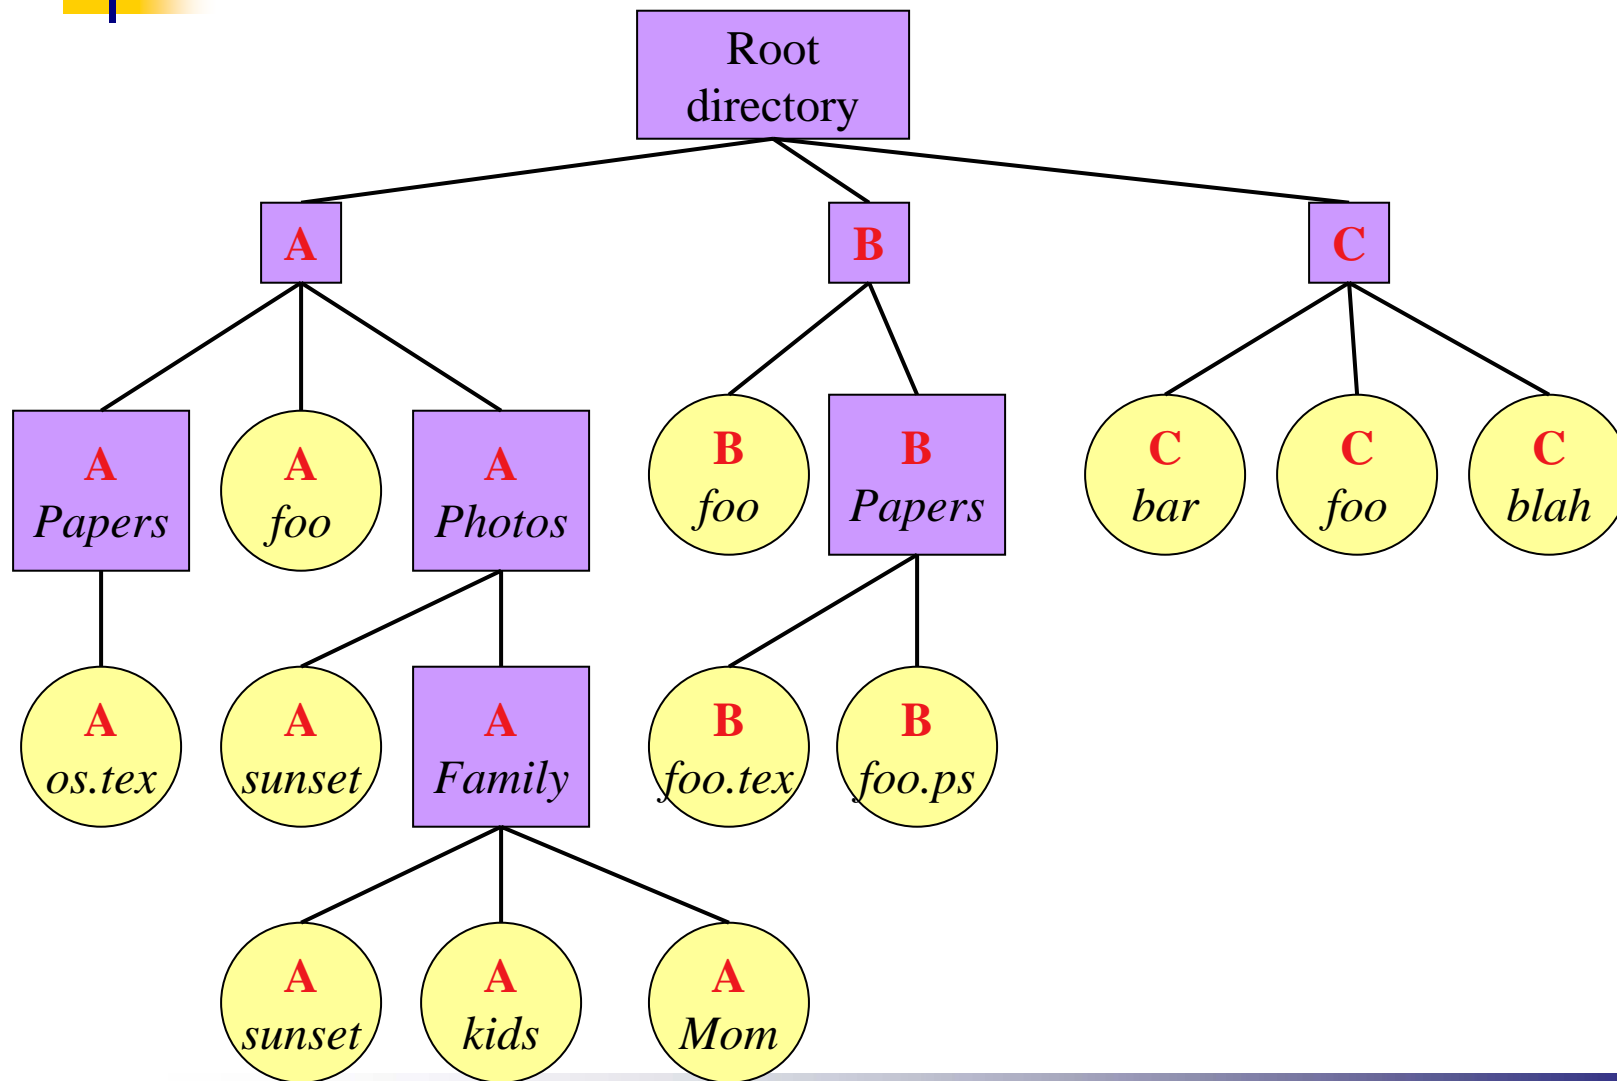 Root
directory
A
B
C
A
Papers
A
foo
A
Photos
B
foo
B
Papers
C
bar
C
foo
C
blah
A
os.tex
A
sunset
A
Family
B
foo.tex
B
foo.ps
A
sunset
A
kids
A
Mom